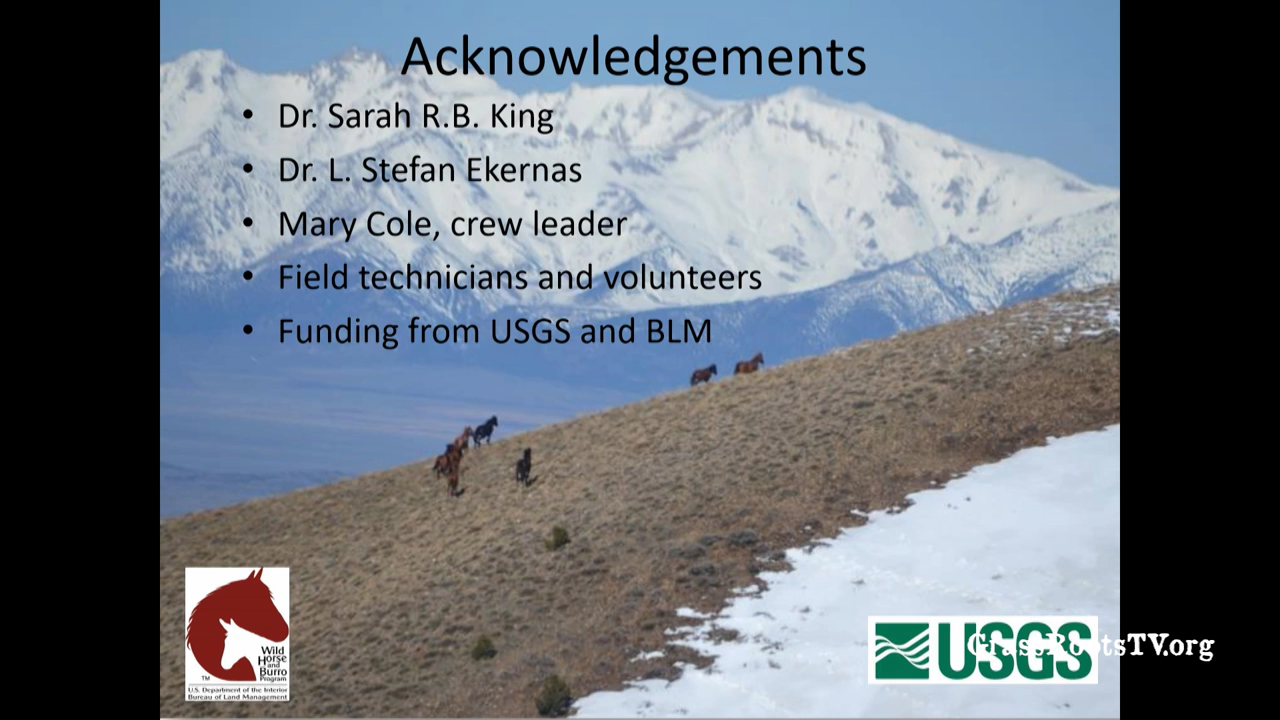 Acknowledgements
• Dr. Sarah R.B. King
• Dr. L. Stefan Ekernas
• Mary Cole, crew leader
• Field technicians and volunteers
• Funding from USGS and BLM
Wild
Horse
and
Burro
Program
TM
U.S. Department of the Interior
Bureau of Land Management
USGS
GrassRootsTV.org